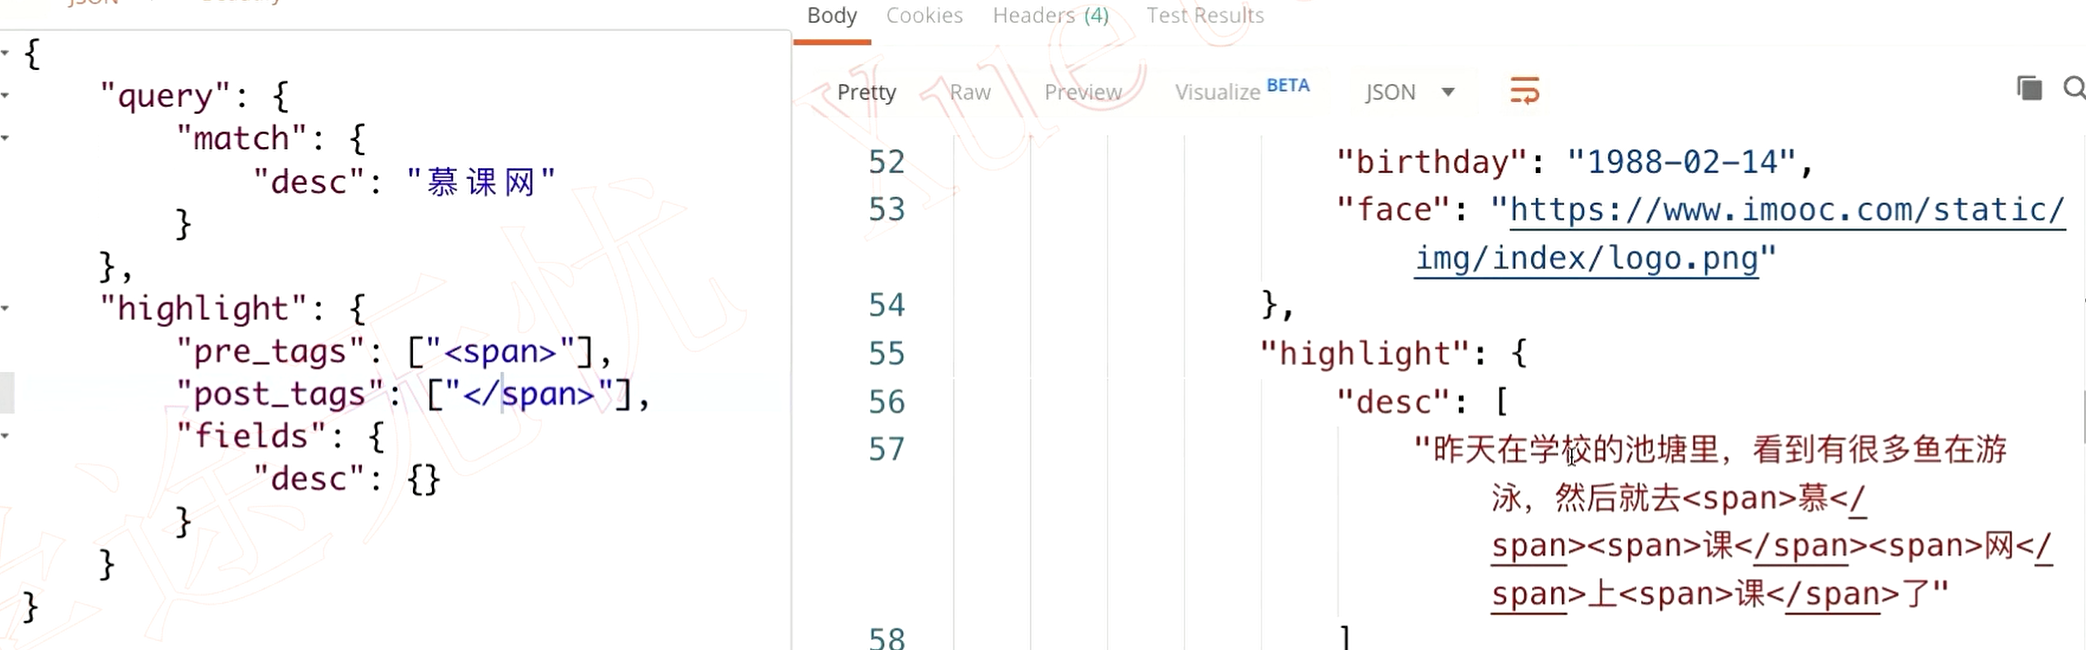 {
"query": {
"match": {
"desc": "慕课网"
}
},
"highlight": {
"pre_tags": ["<span>"],
"post_tags": ["</span>"],
"fields": {
"desc": {}
}
}
}
Body Cookies Headers (4) Test Results
Pretty Raw Preview Visualize BETA JSON
52 "birthday": "1988-02-14",
53 "face": "https://www.imooc.com/static/
img/index/logo.png"
54 },
55 "highlight": {
56 "desc": [
57 "昨天在学校的池塘里，看到有很多鱼在游
泳，然后就去<span>慕</
span><span>课</span><span>网</
span>上<span>课</span>了"
58 ]